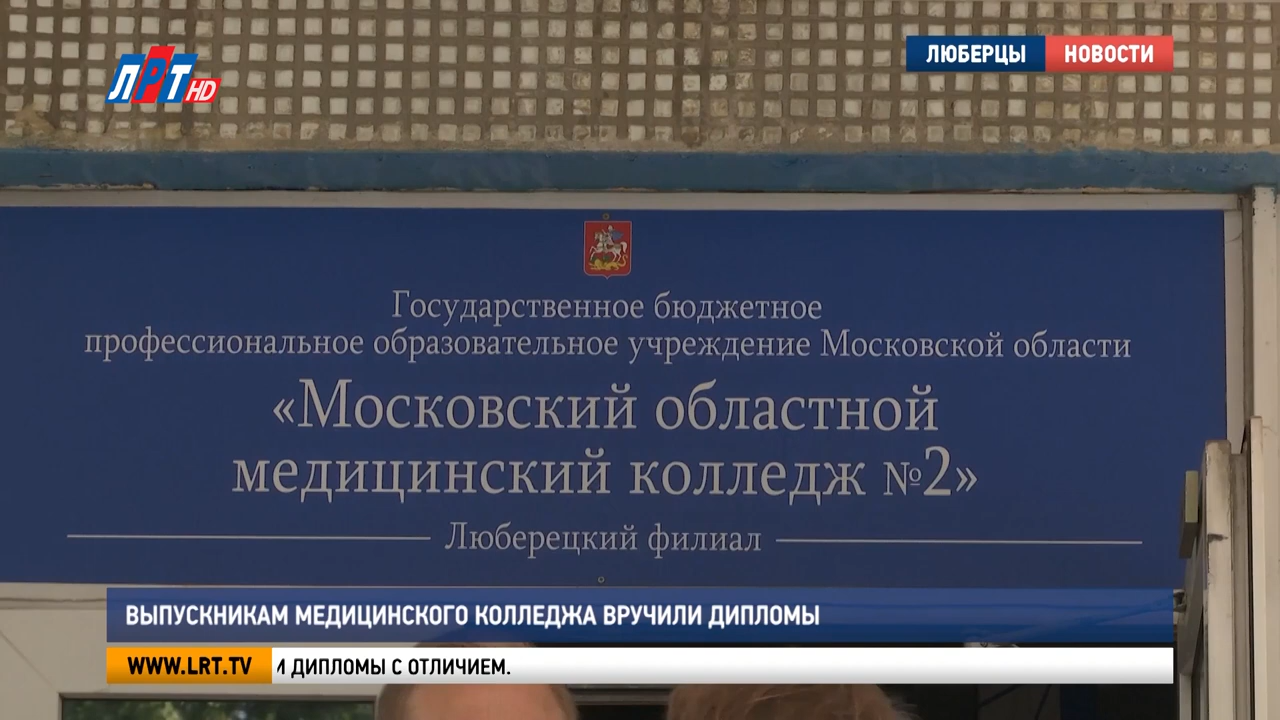 ЛРТ HD
ЛЮБЕРЦЫ НОВОСТИ
Государственное бюджетное
профессиональное образовательное учреждение Московской области
«Московский областной
медицинский колледж №2»
Люберецкий филиал
ВЫПУСКНИКАМ МЕДИЦИНСКОГО КОЛЛЕДЖА ВРУЧИЛИ ДИПЛОМЫ
WWW.LRT.TV И ДИПЛОМЫ С ОТЛИЧИЕМ.